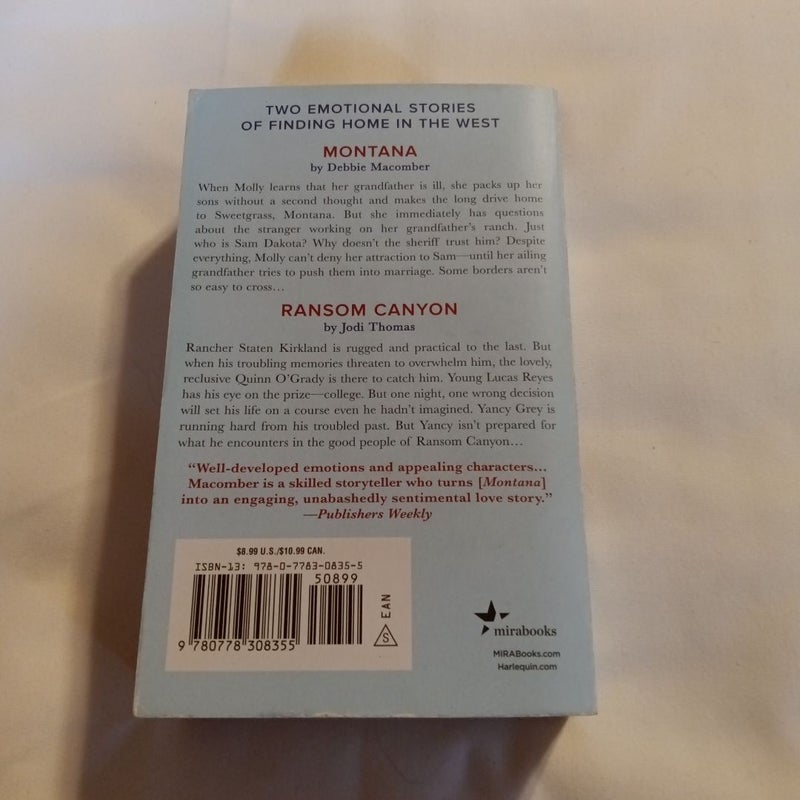 TWO EMOTIONAL STORIES
OF FINDING HOME IN THE WEST
MONTANA
by Debbie Macomber
When Molly learns that her grandfather is ill, she packs up her
sons without a second thought and makes the long drive home
to Sweetgrass, Montana. But she immediately has questions
about the stranger working on her grandfather's ranch. Just
who is Sam Dakota? Why doesn't the sheriff trust him? Despite
everything, Molly can't deny her attraction to Sam—until her ailing
grandfather tries to push them into marriage. Some borders aren't
so easy to cross…
RANSOM CANYON
by Jodi Thomas
Rancher Staten Kirkland is rugged and practical to the last. But
when his troubling memories threaten to overwhelm him, the lovely,
reclusive Quinn O'Grady is there to catch him. Young Lucas Reyes
has his eye on the prize—college. But one night, one wrong decision
will set his life on a course even he hadn't imagined. Yancy Grey is
running hard from his troubled past. But Yancy isn't prepared for
what he encounters in the good people of Ransom Canyon…
“Well-developed emotions and appealing characters…
Macomber is a skilled storyteller who turns [Montana]
into an engaging, unabashedly sentimental love story.”
—Publishers Weekly
$8.99 U.S./$10.99 CAN.
ISBN-13: 978-0-7783-0835-5
50899
9 780778 308355
EAN
S
mirabooks
MIRABooks.com
Harlequin.com